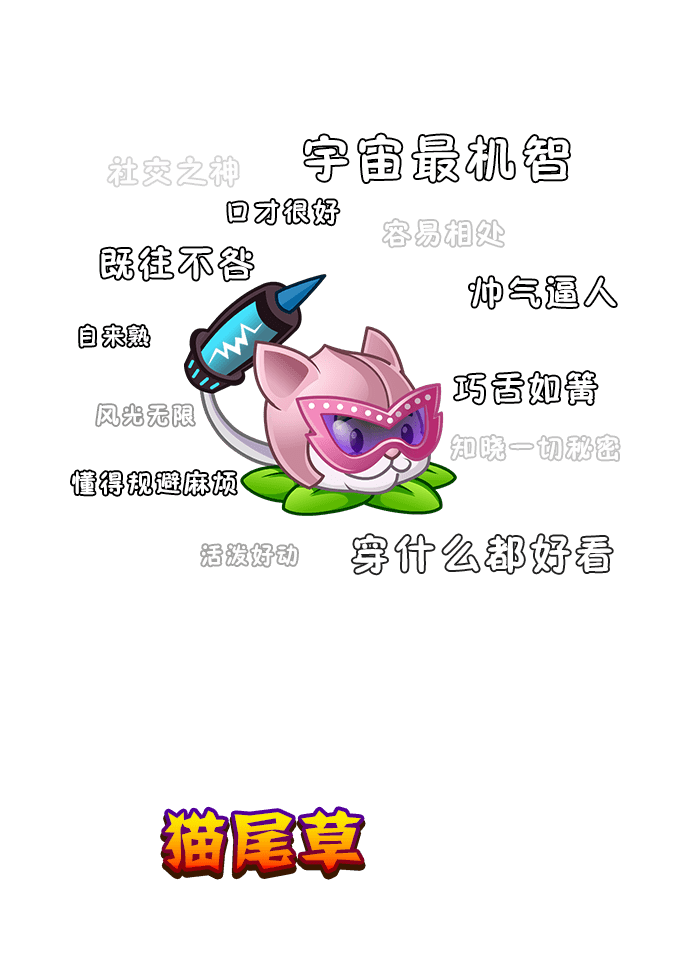 宇宙最机智
社交之神
口才很好
容易相处
既往不咎
帅气逼人
自来熟
巧舌如簧
风光无限
知晓一切秘密
懂得规避麻烦
活泼好动
穿什么都好看
猫尾草